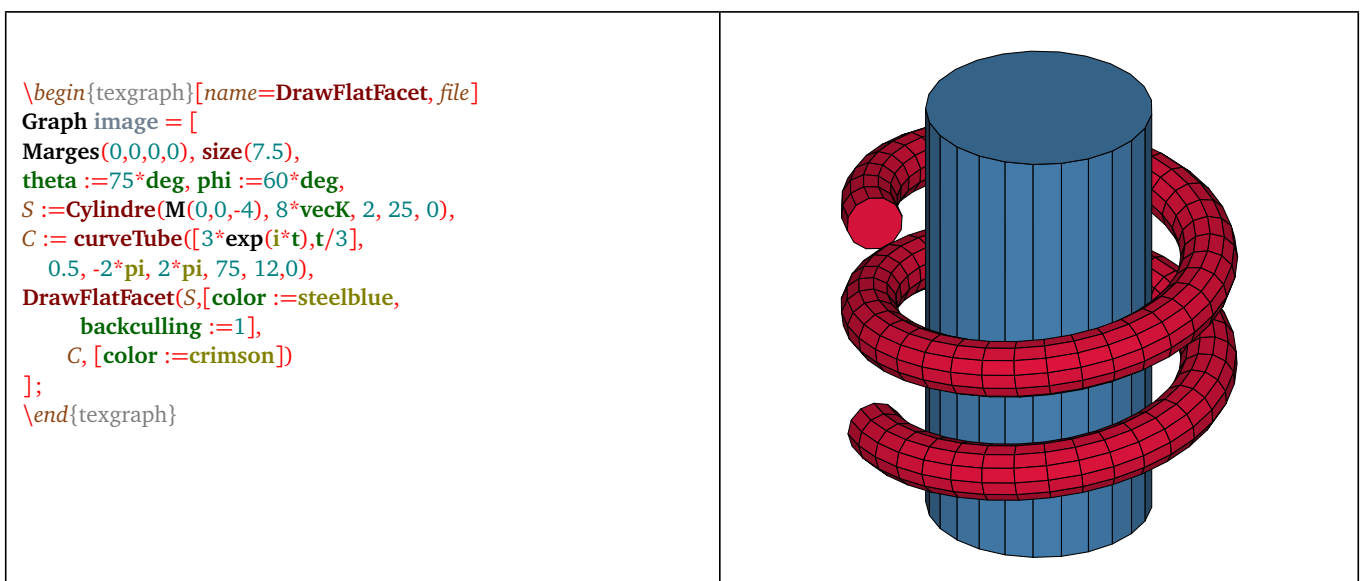 \begin{texgraph}[name=DrawFlatFacet, file]
Graph image = [
Marges(0,0,0,0), size(7.5),
theta :=75*deg, phi :=60*deg,
S :=Cylindre(M(0,0,-4), 8*vecK, 2, 25, 0),
C := curveTube([3*exp(i*t),t/3],
0.5, -2*pi, 2*pi, 75, 12,0),
DrawFlatFacet(S,[color :=steelblue,
backculling :=1],
C, [color :=crimson])
];
\end{texgraph}